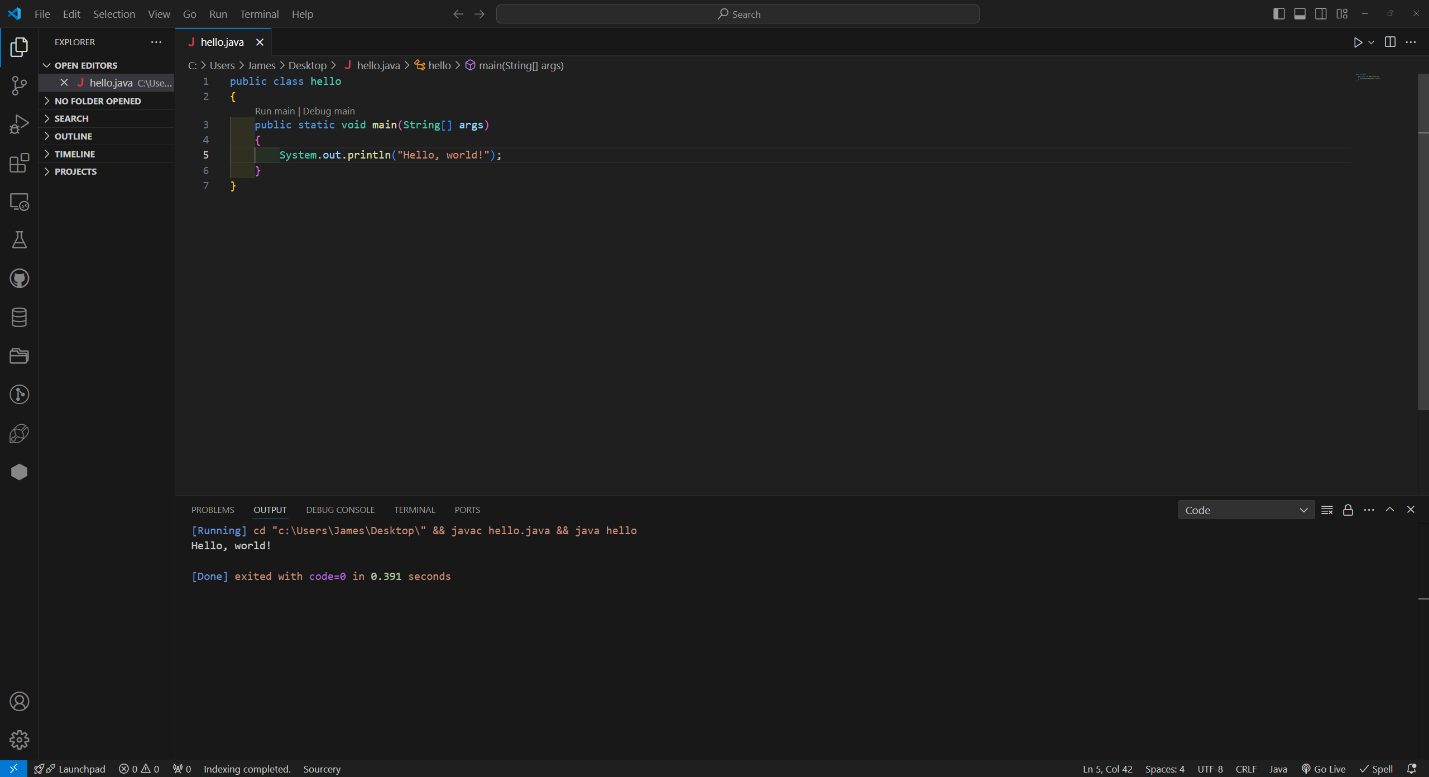 File Edit Selection View Go Run Terminal Help
Search
EXPLORER
OPEN EDITORS
hello.java C:\Use...
NO FOLDER OPENED
SEARCH
OUTLINE
TIMELINE
PROJECTS
hello.java
C: > Users > James > Desktop > hello.java > hello > main(String[] args)
1 public class hello
2 {
Run main | Debug main
3 public static void main(String[] args)
4 {
5 System.out.println("Hello, world!");
6 }
7 }
PROBLEMS OUTPUT DEBUG CONSOLE TERMINAL PORTS
Code
[Running] cd "c:\Users\James\Desktop\" && javac hello.java && java hello
Hello, world!
[Done] exited with code=0 in 0.391 seconds
Launchpad 0 0 0 Indexing completed. Sourcery Ln 5, Col 42 Spaces: 4 UTF-8 CRLF Java Go Live Spell